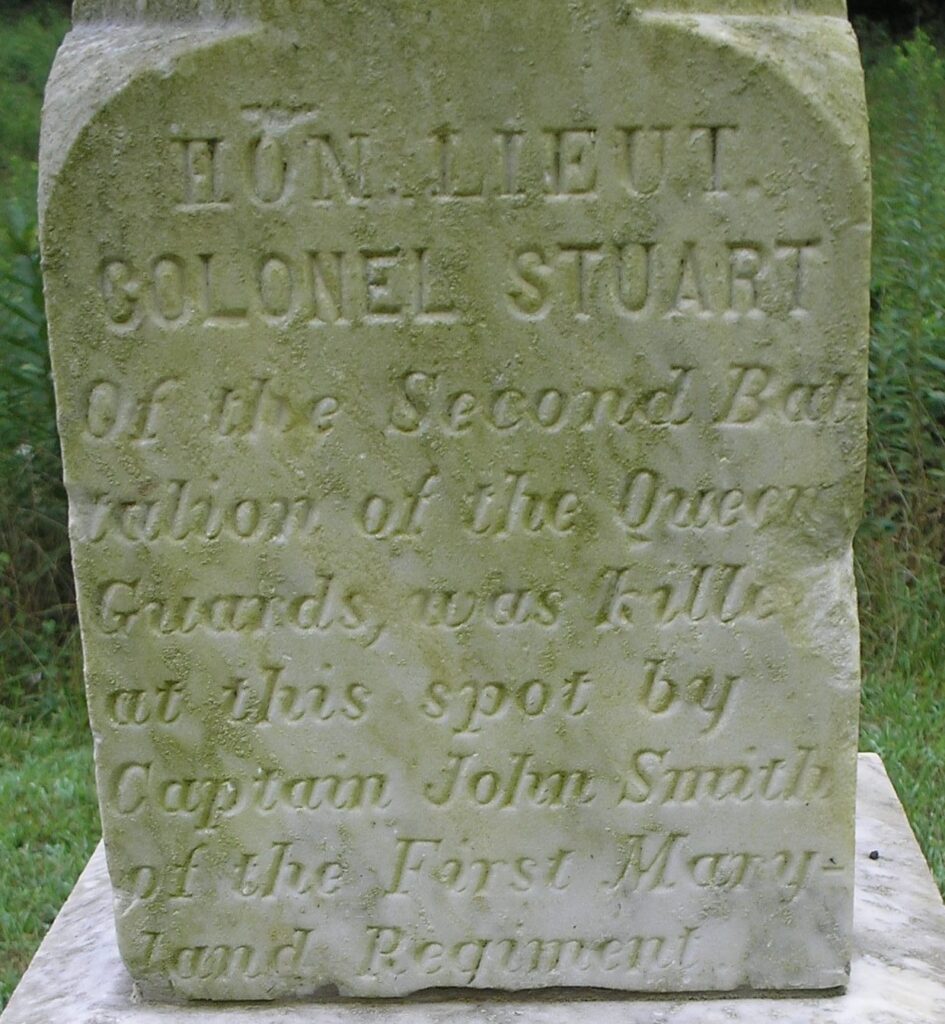 HON. LIEUT.
COLONEL STUART
Of the Second Bat-
talion of the Queen
Guards, was kille
at this spot by
Captain John Smith
of the First Mary-
land Regiment